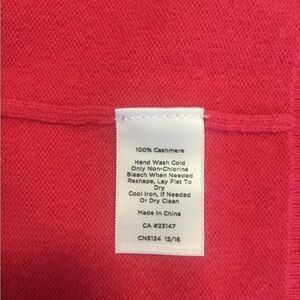 100% Cashmere
Hand Wash Cold
Only Non-Chlorine
Bleach When Needed
Reshape, Lay Flat To
Dry
Cool Iron, If Needed
Or Dry Clean
Made in China
CA #23147
CN5124 12/16